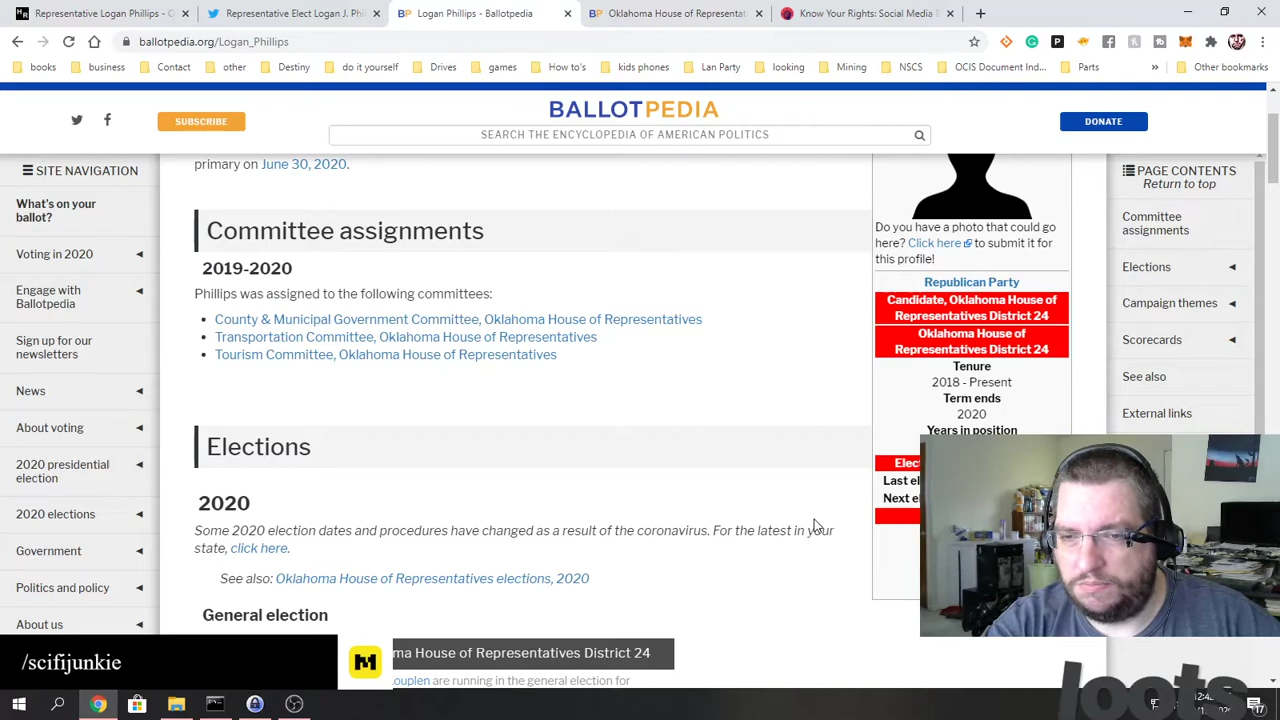 Representative Logan Phillips - C
Representative Elect Logan J. Phi
Logan Phillips - Ballotpedia
Oklahoma House of Representat
Know Your Rights: Social Media E
ballotpedia.org/Logan_Phillips
books
business
Contact
other
Destiny
do it yourself
Drives
games
How to's
kids phones
Lan Party
looking
Mining
NSCS
OCIS Document Ind...
Parts
»
Other bookmarks
SUBSCRIBE
BALLOTPEDIA
SEARCH THE ENCYCLOPEDIA OF AMERICAN POLITICS
DONATE
SITE NAVIGATION
What's on your
ballot?
Voting in 2020
Engage with
Ballotpedia
Sign up for our
newsletters
News
About voting
2020 presidential
election
2020 elections
Government
Politics and policy
About us
primary on June 30, 2020.
Committee assignments
2019-2020
Phillips was assigned to the following committees:
County & Municipal Government Committee, Oklahoma House of Representatives
Transportation Committee, Oklahoma House of Representatives
Tourism Committee, Oklahoma House of Representatives
Elections
2020
Some 2020 election dates and procedures have changed as a result of the coronavirus. For the latest in your
state, click here.
See also: Oklahoma House of Representatives elections, 2020
General election
ma House of Representatives District 24
ouplen are running in the general election for
Do you have a photo that could go
here? Click here to submit it for
this profile!
Republican Party
Candidate, Oklahoma House of
Representatives District 24
Oklahoma House of
Representatives District 24
Tenure
2018 - Present
Term ends
2020
Years in position
Elec
Last el
Next el
PAGE CONTENTS
Return to top
Committee
assignments
Elections
Campaign themes
Scorecards
See also
External links
/scifijunkie
loots
17